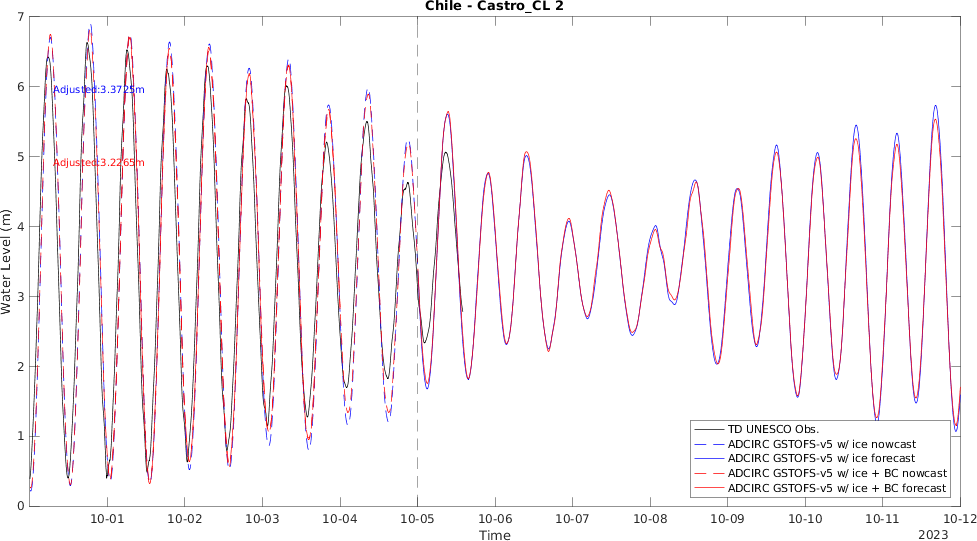 Chile - Castro_CL 2
7
6
5
4
3
2
1
0
Water Level (m)
Adjusted:3.3725m
Adjusted:3.2265m
TD UNESCO Obs.
ADCIRC GSTOFS-v5 w/ ice nowcast
ADCIRC GSTOFS-v5 w/ ice forecast
ADCIRC GSTOFS-v5 w/ ice + BC nowcast
ADCIRC GSTOFS-v5 w/ ice + BC forecast
10-01 10-02 10-03 10-04 10-05 10-06 10-07 10-08 10-09 10-10 10-11 10-12
Time
2023